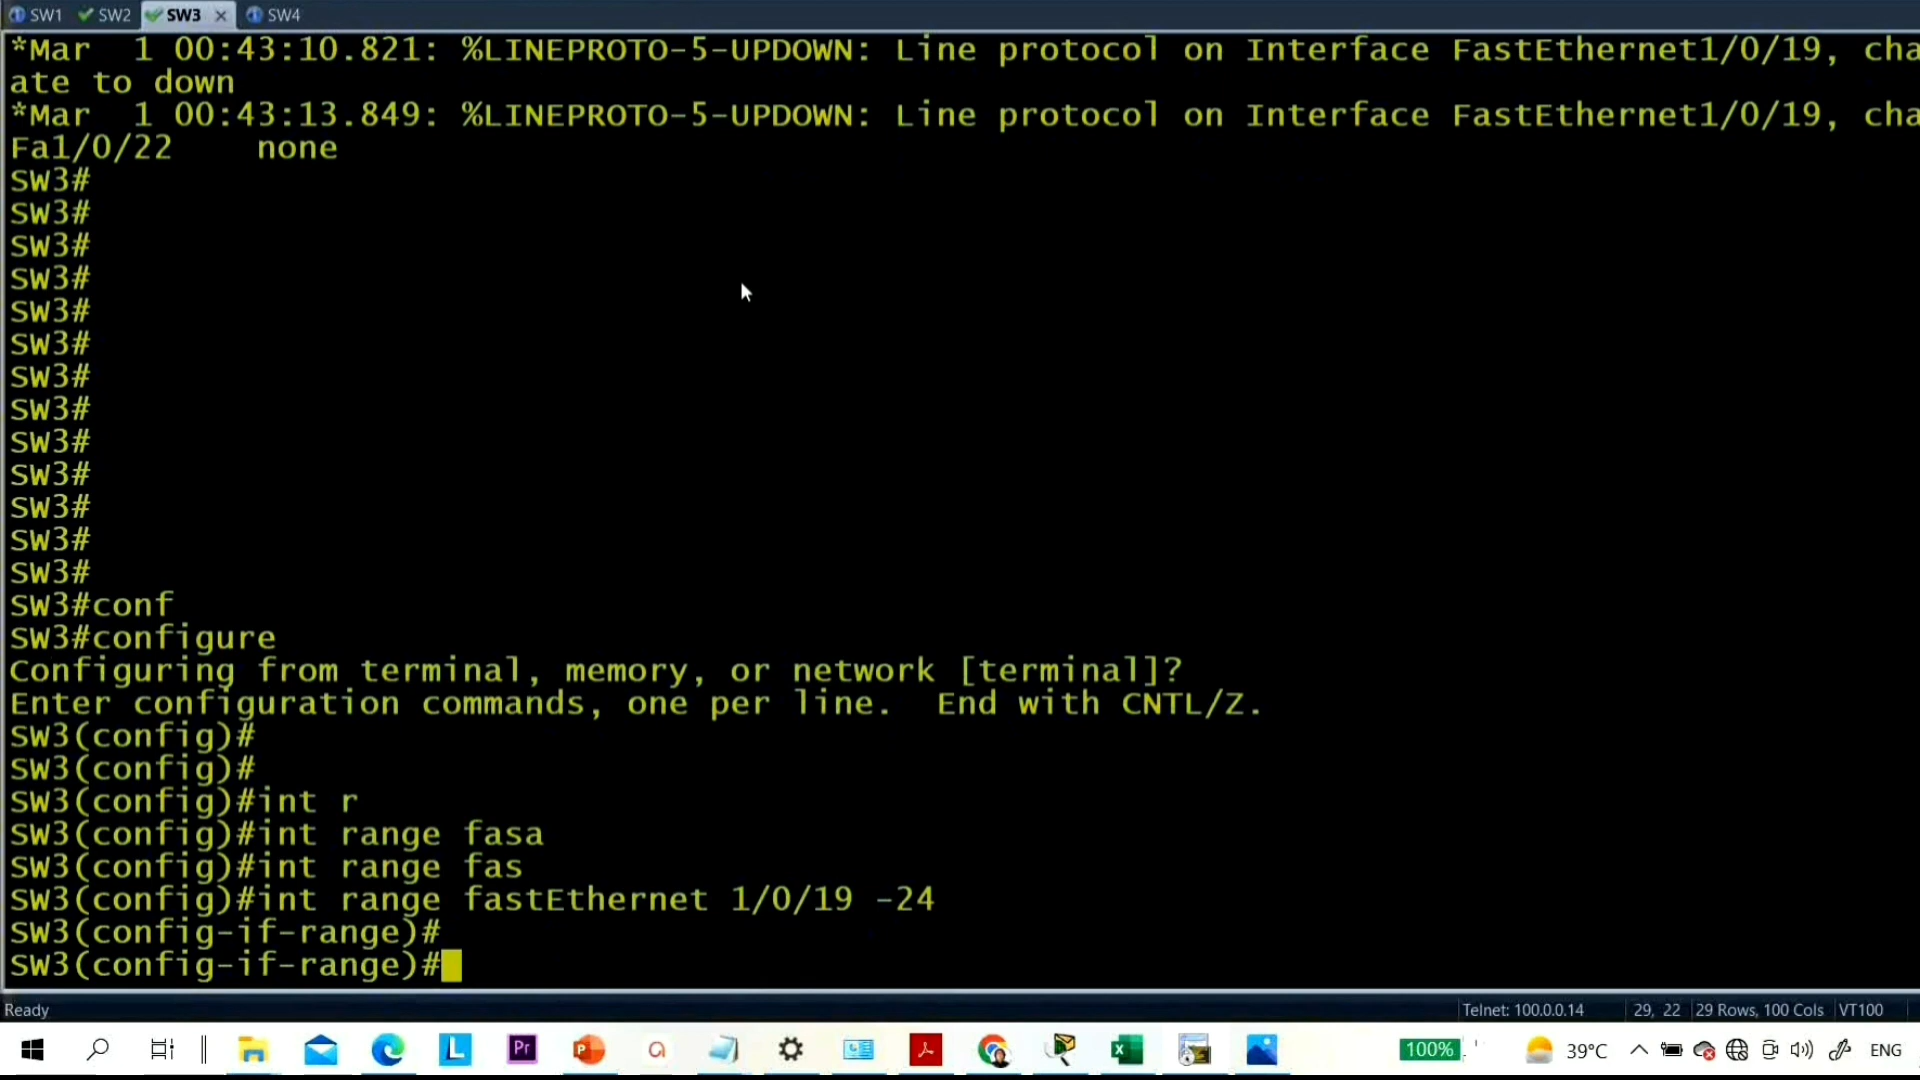 SW1 SW2 SW3 SW4
*Mar 1 00:43:10.821: %LINEPROTO-5-UPDOWN: Line protocol on Interface FastEthernet1/0/19, cha
ate to down
*Mar 1 00:43:13.849: %LINEPROTO-5-UPDOWN: Line protocol on Interface FastEthernet1/0/19, cha
Fa1/0/22 none
SW3#
SW3#
SW3#
SW3#
SW3#
SW3#
SW3#
SW3#
SW3#
SW3#
SW3#
SW3#
SW3#
SW3#conf
SW3#configure
Configuring from terminal, memory, or network [terminal]?
Enter configuration commands, one per line. End with CNTL/Z.
SW3(config)#
SW3(config)#
SW3(config)#int r
SW3(config)#int range fasa
SW3(config)#int range fas
SW3(config)#int range fastEthernet 1/0/19 -24
SW3(config-if-range)#
SW3(config-if-range)#
Ready Telnet: 100.0.0.14 29, 22 29 Rows, 100 Cols VT100
L Pr P a X 100% 39°C ENG